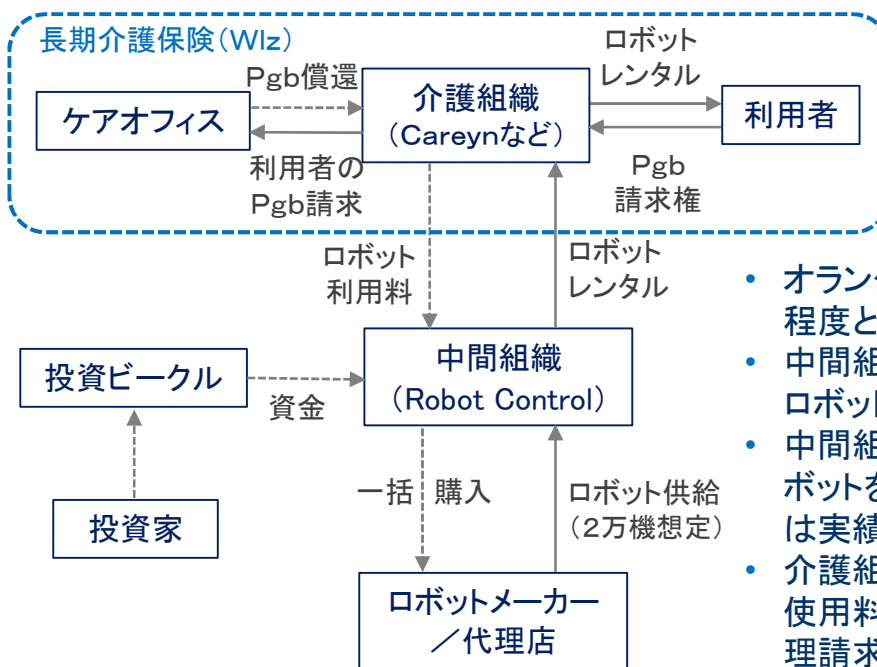 長期介護保険(Wlz)
Pgb償還
ロボット
レンタル
ケアオフィス
介護組織
(Careynなど)
利用者
利用者の
Pgb請求
Pgb
請求権
ロボット
利用料
ロボット
レンタル
投資ビークル
資金
中間組織
(Robot Control)
投資家
一括 購入
ロボット供給
(2万機想定)
ロボットメーカー
／代理店
• オラン
程度と
• 中間組
ロボット
• 中間組
ボットを
は実績
• 介護組
使用料
理請求